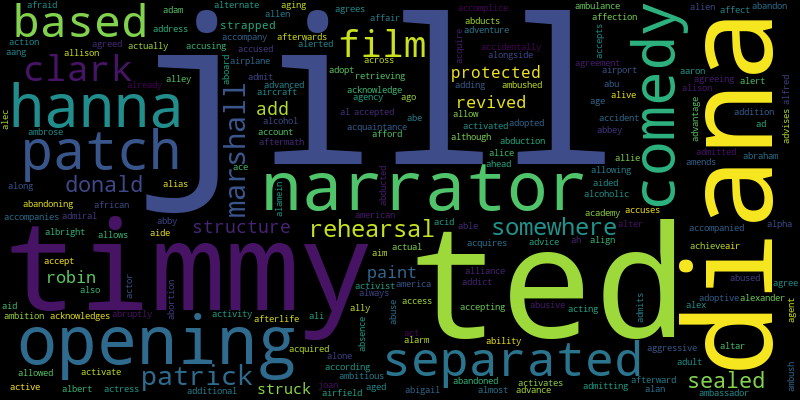 afraid adam alternate aging allen agrees affair accomplice ambulance affection alien affect abandon
based action address strapped accompany afterwards abducts adventure accepts
aang allison actually accusing accused alerted film across alongside agreed alert
clark alley aboard airplane adopt retrieving acquire accidentally agreement airport aaron agreeing alison
already admit advanced acknowledge protected adding ambushed abu alive
jill
hanna aircraft agency ago revived age comedy diana
alec add alcohol al accepted abe allow activated adopted accident advantage alfred advises addition ad
ambrose marshall account acquaintance afford although abduction abbey admitted
patch aftermath alice allie amends abraham
along donald alias ace ahead narrator allowing aided alcoholic
abandoning african alamein abducted accuses
accompanies admiral abby american acid able academy accompanied alpha
albright allows aide structure rehearsal acquires advice somewhere ah align alter achieveair
timmy ted
accept robin actor aim actual paint alliance addict abused agree
also activist always america access accepting abusive acting admits alex adoptive alexander
aid abruptly abortion activity afterlife ali ally abuse act alarm ability agent
ambition acknowledges
opening acquired alone absence according separated aggressive altar
allowed activate patrick ambitious adult ambush
active albert actress additional struck joan aged abandoned activates admitting afterward sealed
airfield abigail almost advance alan ambassador